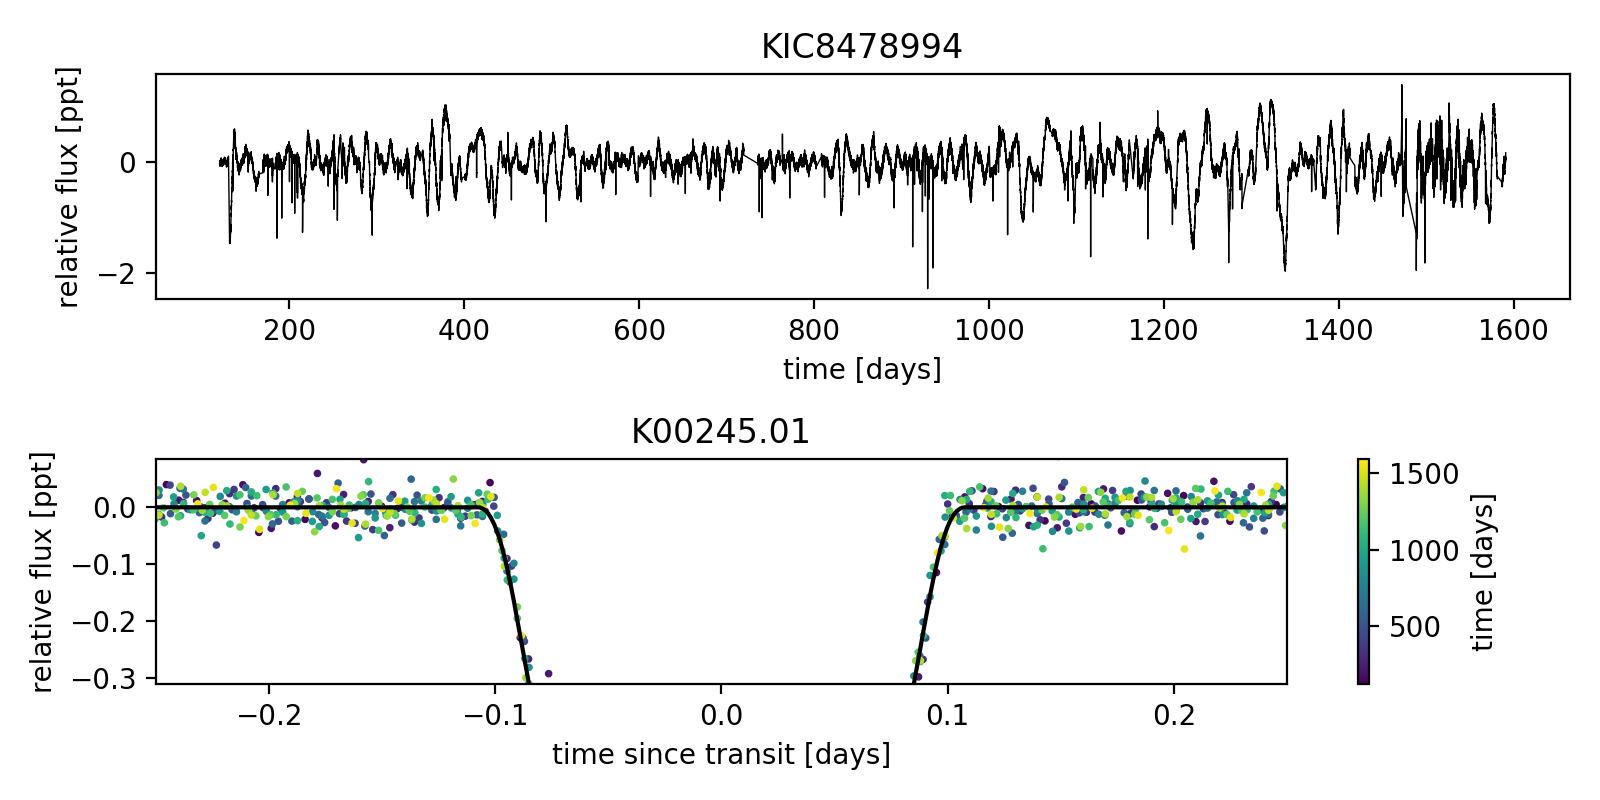 KIC8478994
relative flux [ppt]
0
−2
200 400 600 800 1000 1200 1400 1600
time [days]
K00245.01
relative flux [ppt]
0.0
−0.1
−0.2
−0.3
−0.2 −0.1 0.0 0.1 0.2
time since transit [days]
1500
1000
500
time [days]